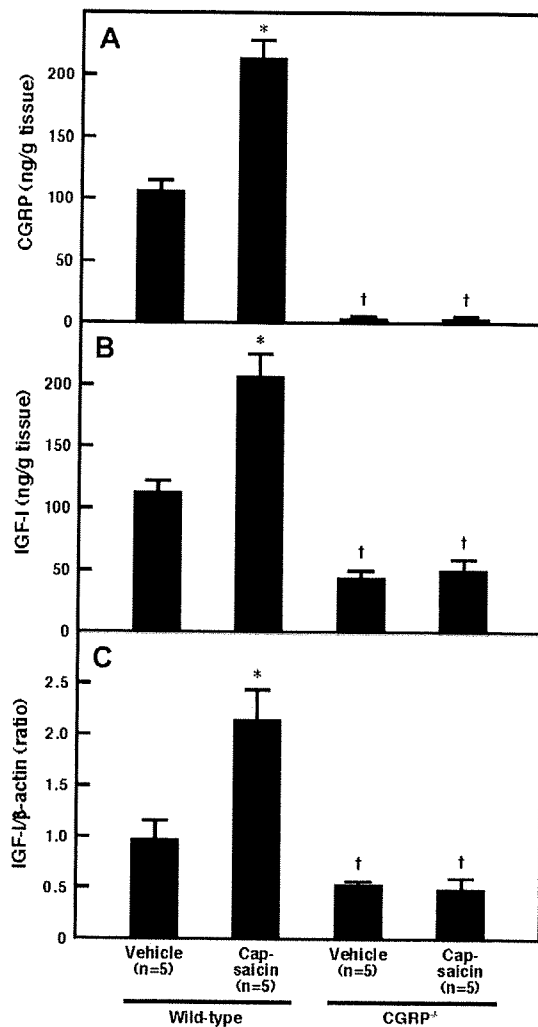 A
*
CGRP (ng/g tissue)
200
150
100
50
0
†
†
B
*
IGF-I (ng/g tissue)
200
150
100
50
0
†
†
C
*
IGF-I/β-actin (ratio)
2.5
2.0
1.5
1.0
0.5
0
†
†
Vehicle
(n=5)
Cap-
saicin
(n=5)
Vehicle
(n=5)
Cap-
saicin
(n=5)
Wild-type
CGRP-/-